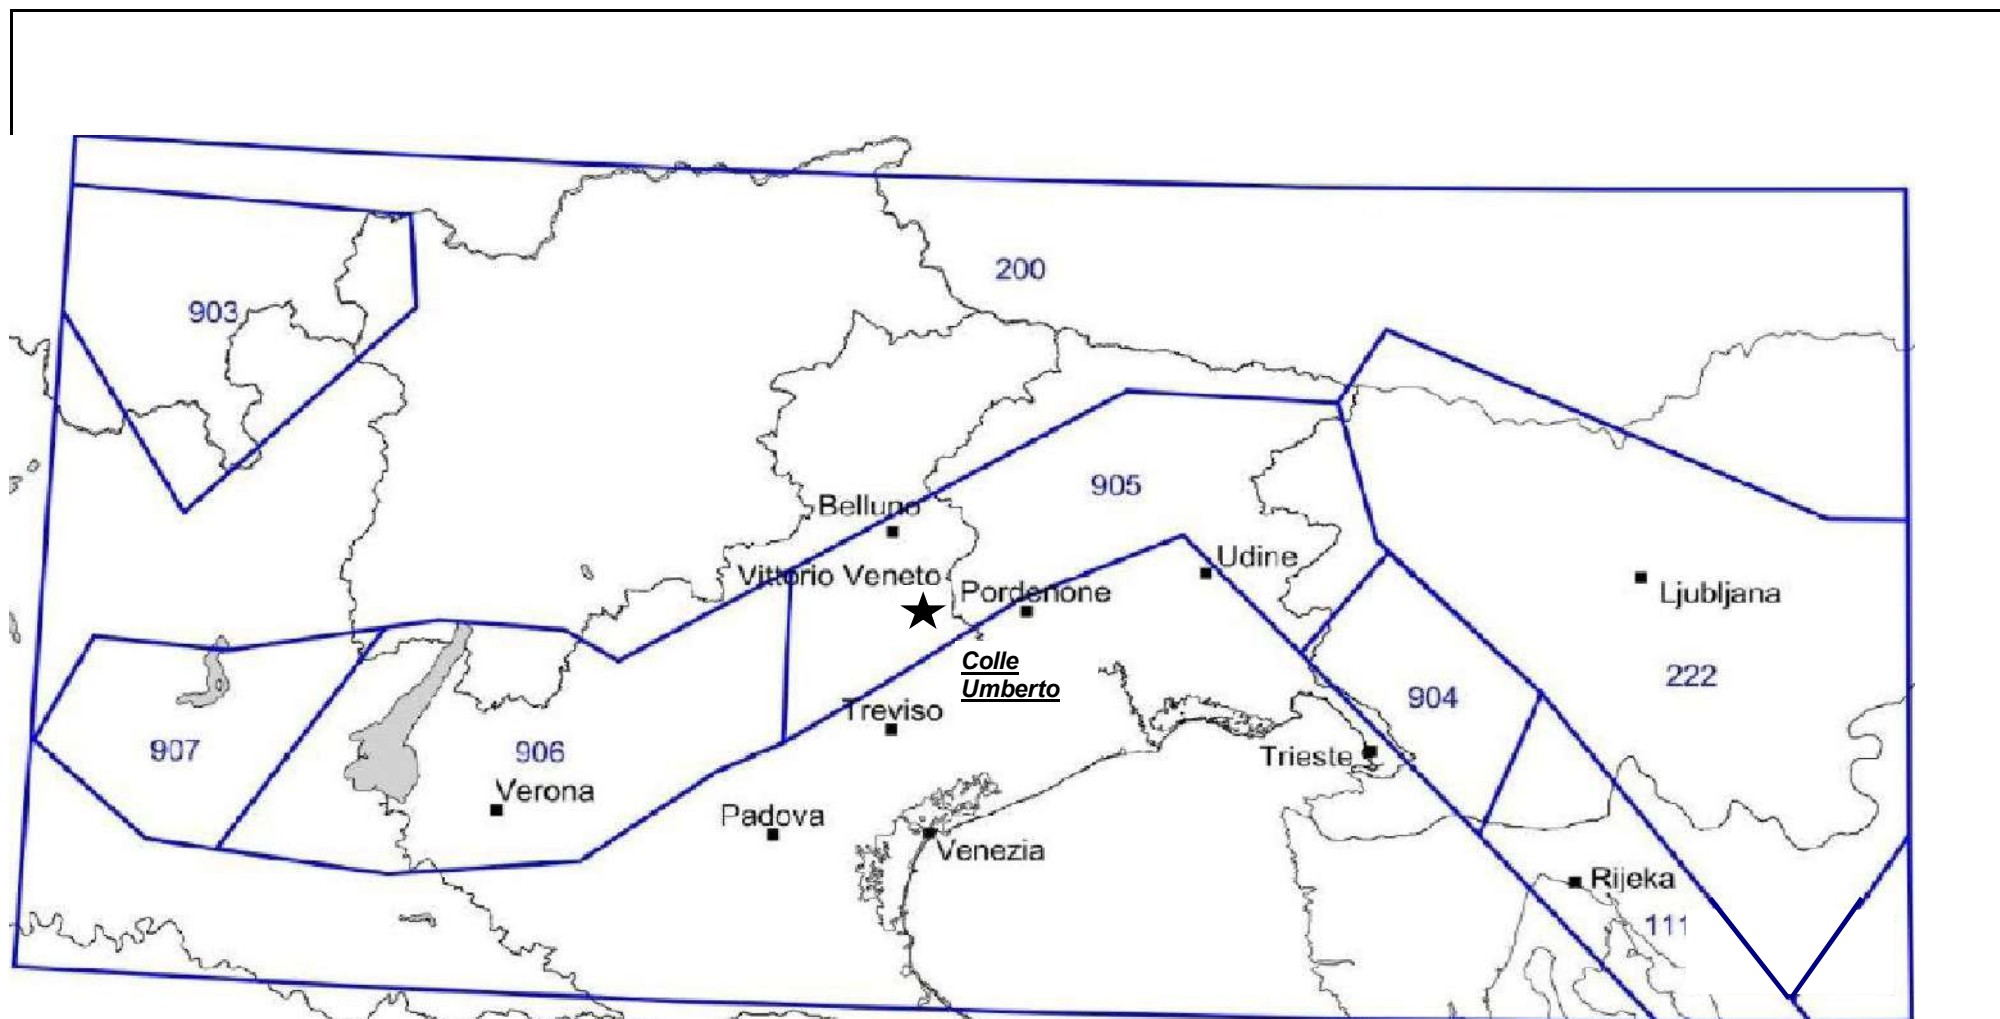 200
903
905
Belluno
Udine
Vittorio Veneto
Pordenone
Ljubljana
Colle
Umberto
222
904
Treviso
907
906
Trieste
Verona
Padova
Venezia
Rijeka
111